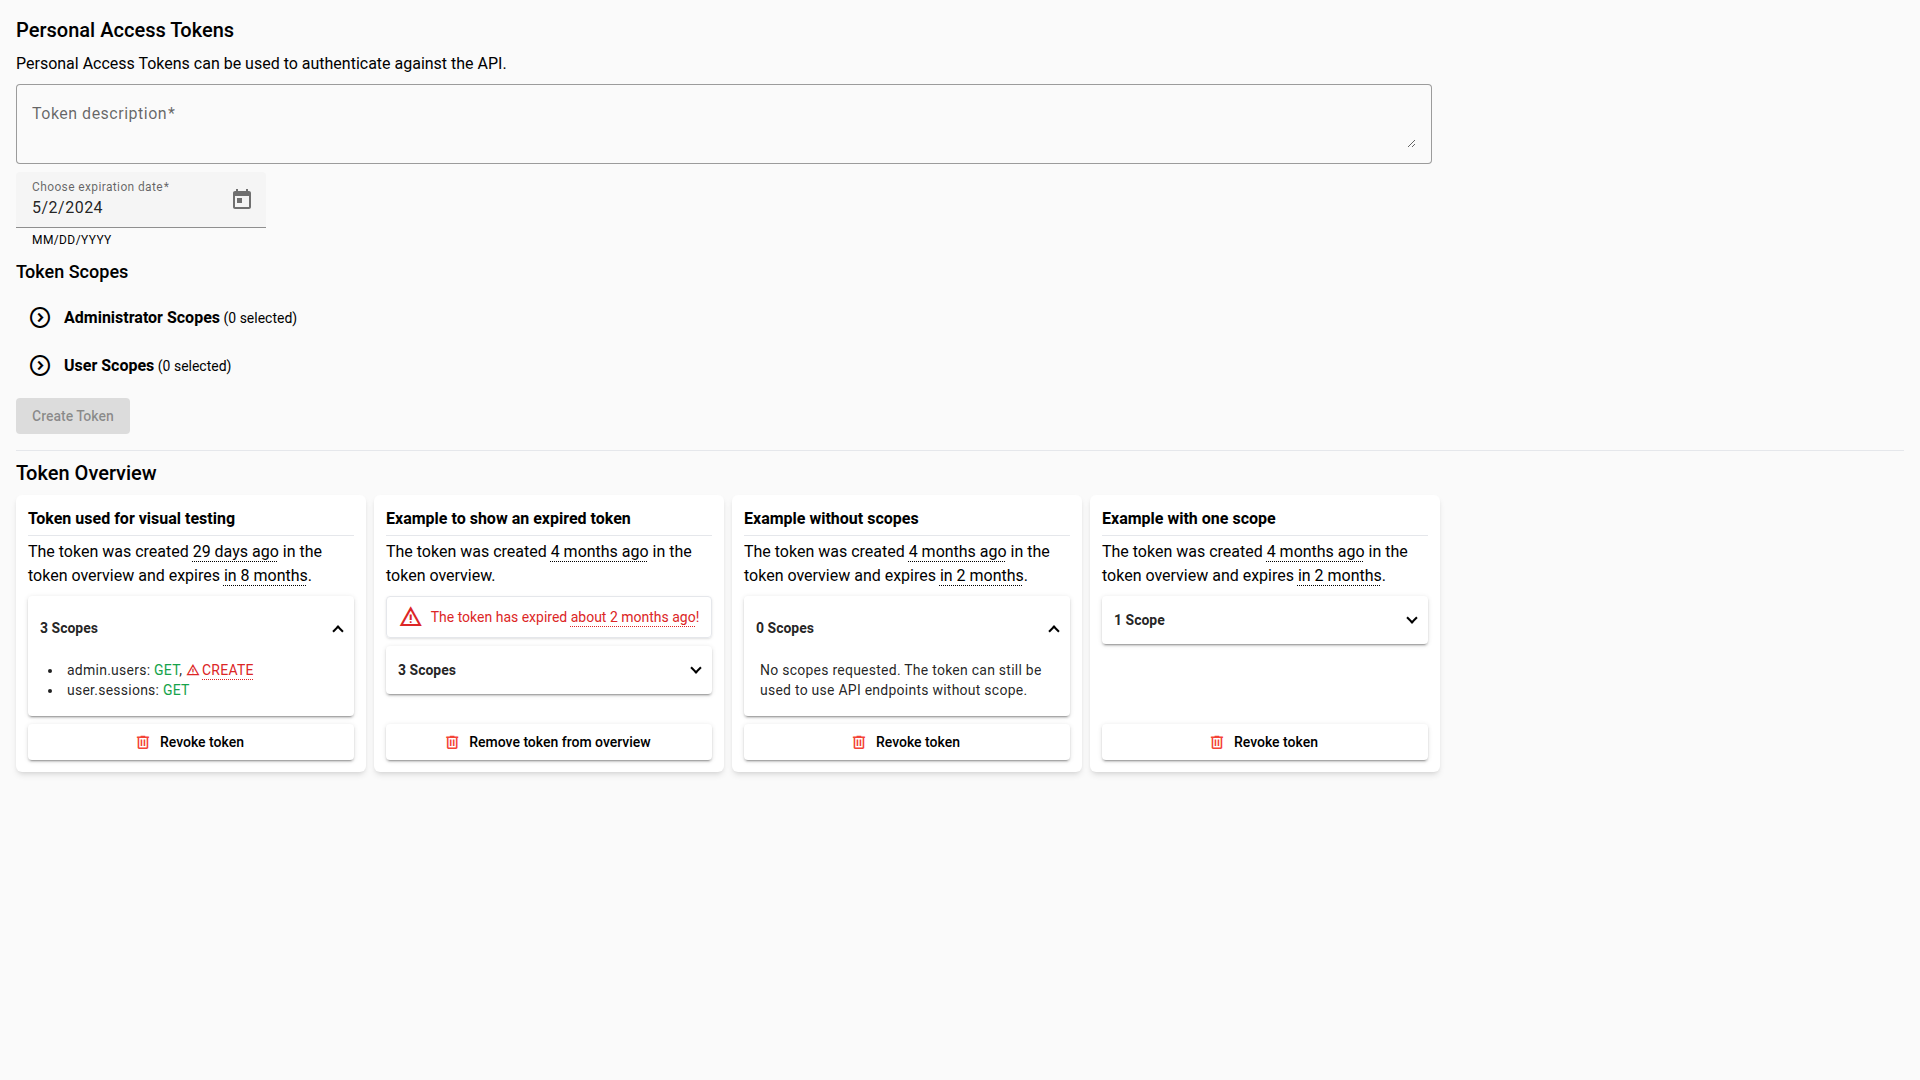 Personal Access Tokens
Personal Access Tokens can be used to authenticate against the API.
Token description*
Choose expiration date*
5/2/2024
MM/DD/YYYY
Token Scopes
Administrator Scopes (0 selected)
User Scopes (0 selected)
Create Token
Token Overview
Token used for visual testing
The token was created 29 days ago in the
token overview and expires in 8 months.
3 Scopes
admin.users: GET, CREATE
user.sessions: GET
Revoke token
Example to show an expired token
The token was created 4 months ago in the
token overview.
The token has expired about 2 months ago!
3 Scopes
Remove token from overview
Example without scopes
The token was created 4 months ago in the
token overview and expires in 2 months.
0 Scopes
No scopes requested. The token can still be
used to use API endpoints without scope.
Revoke token
Example with one scope
The token was created 4 months ago in the
token overview and expires in 2 months.
1 Scope
Revoke token